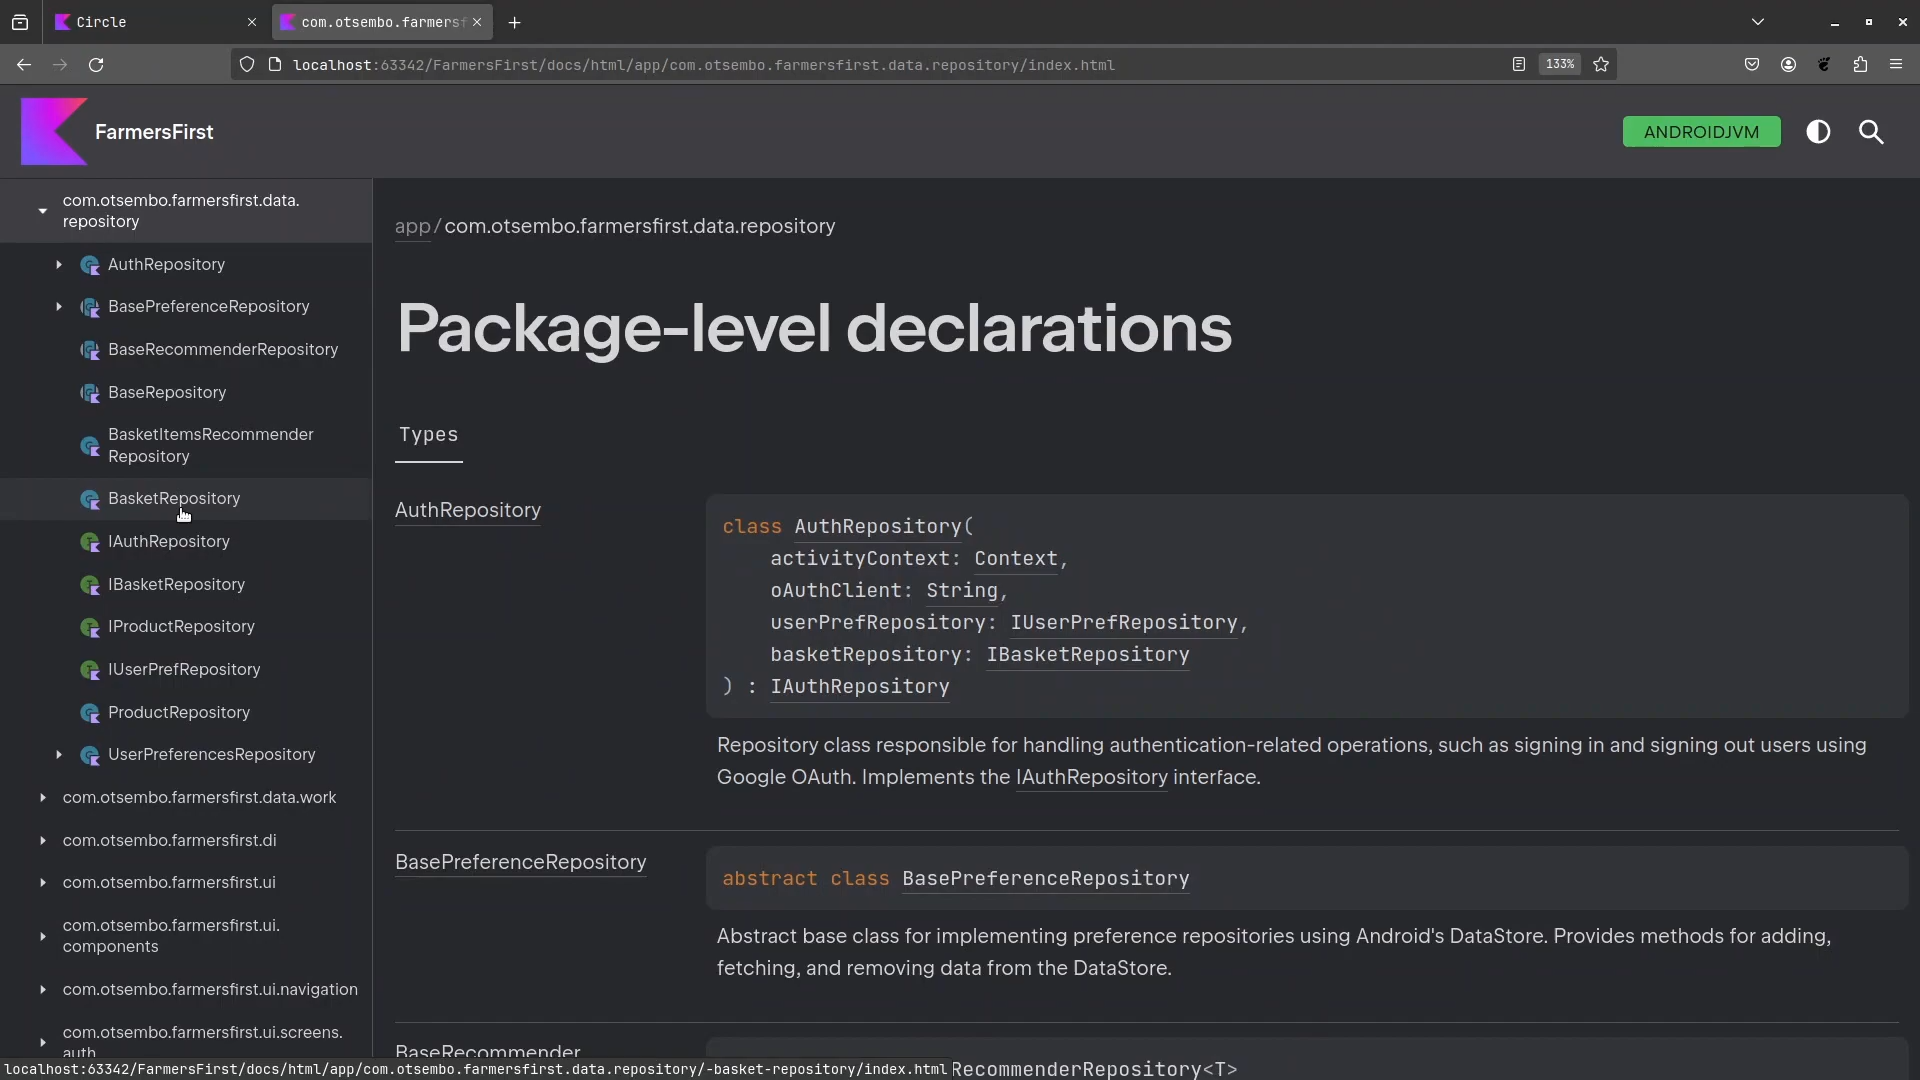 Circle
com.otsembo.farmersf
localhost:63342/FarmersFirst/docs/html/app/com.otsembo.farmersfirst.data.repository/index.html
133%
FarmersFirst
ANDROIDJVM
com.otsembo.farmersfirst.data.
repository
AuthRepository
BasePreferenceRepository
BaseRecommenderRepository
BaseRepository
BasketItemsRecommender
Repository
BasketRepository
IAuthRepository
IBasketRepository
IProductRepository
IUserPrefRepository
ProductRepository
UserPreferencesRepository
com.otsembo.farmersfirst.data.work
com.otsembo.farmersfirst.di
com.otsembo.farmersfirst.ui
com.otsembo.farmersfirst.ui.
components
com.otsembo.farmersfirst.ui.navigation
com.otsembo.farmersfirst.ui.screens.
auth
app/com.otsembo.farmersfirst.data.repository
Package-level declarations
Types
AuthRepository
class AuthRepository(
activityContext: Context,
oAuthClient: String,
userPrefRepository: IUserPrefRepository,
basketRepository: IBasketRepository
) : IAuthRepository
Repository class responsible for handling authentication-related operations, such as signing in and signing out users using
Google OAuth. Implements the IAuthRepository interface.
BasePreferenceRepository
abstract class BasePreferenceRepository
Abstract base class for implementing preference repositories using Android's DataStore. Provides methods for adding,
fetching, and removing data from the DataStore.
BaseRecommender
RecommenderRepository<T>
localhost:63342/FarmersFirst/docs/html/app/com.otsembo.farmersfirst.data.repository/-basket-repository/index.html